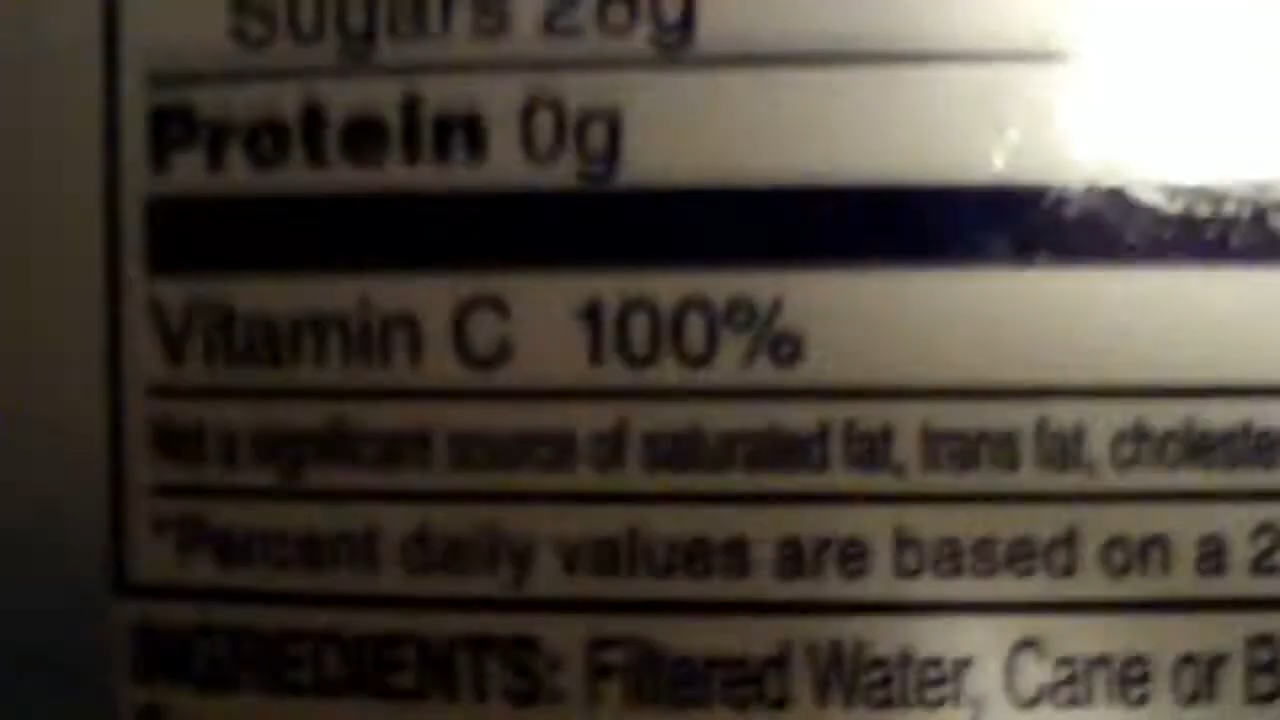 Sugars 28g
Protein 0g
Vitamin C 100%
Not a significant source of saturated fat, trans fat, choleste
*Percent daily values are based on a 2
INGREDIENTS: Filtered Water, Cane or B